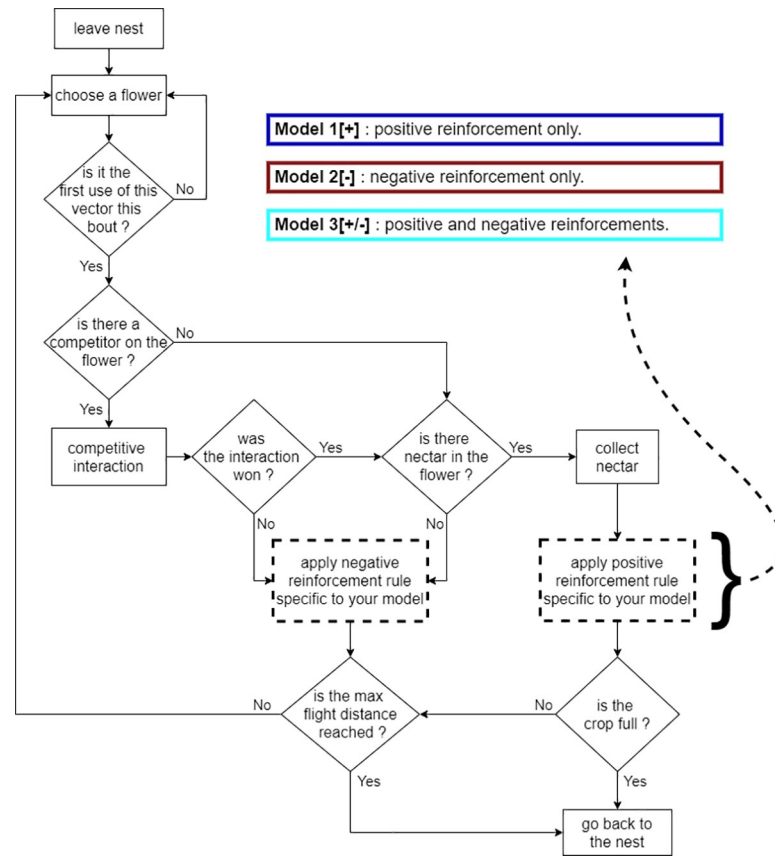 leave nest
choose a flower
is it the
first use of this
vector this
bout ?
No
Yes
Model 1[+] : positive reinforcement only.
Model 2[-] : negative reinforcement only.
Model 3[+/-] : positive and negative reinforcements.
is there a
competitor on the
flower ?
No
Yes
competitive
interaction
was
the interaction
won ?
Yes
No
is there
nectar in the
flower ?
Yes
No
collect
nectar
apply negative
reinforcement rule
specific to your model
apply positive
reinforcement rule
specific to your model
}
is the max
flight distance
reached ?
No
Yes
is the
crop full ?
No
Yes
go back to
the nest